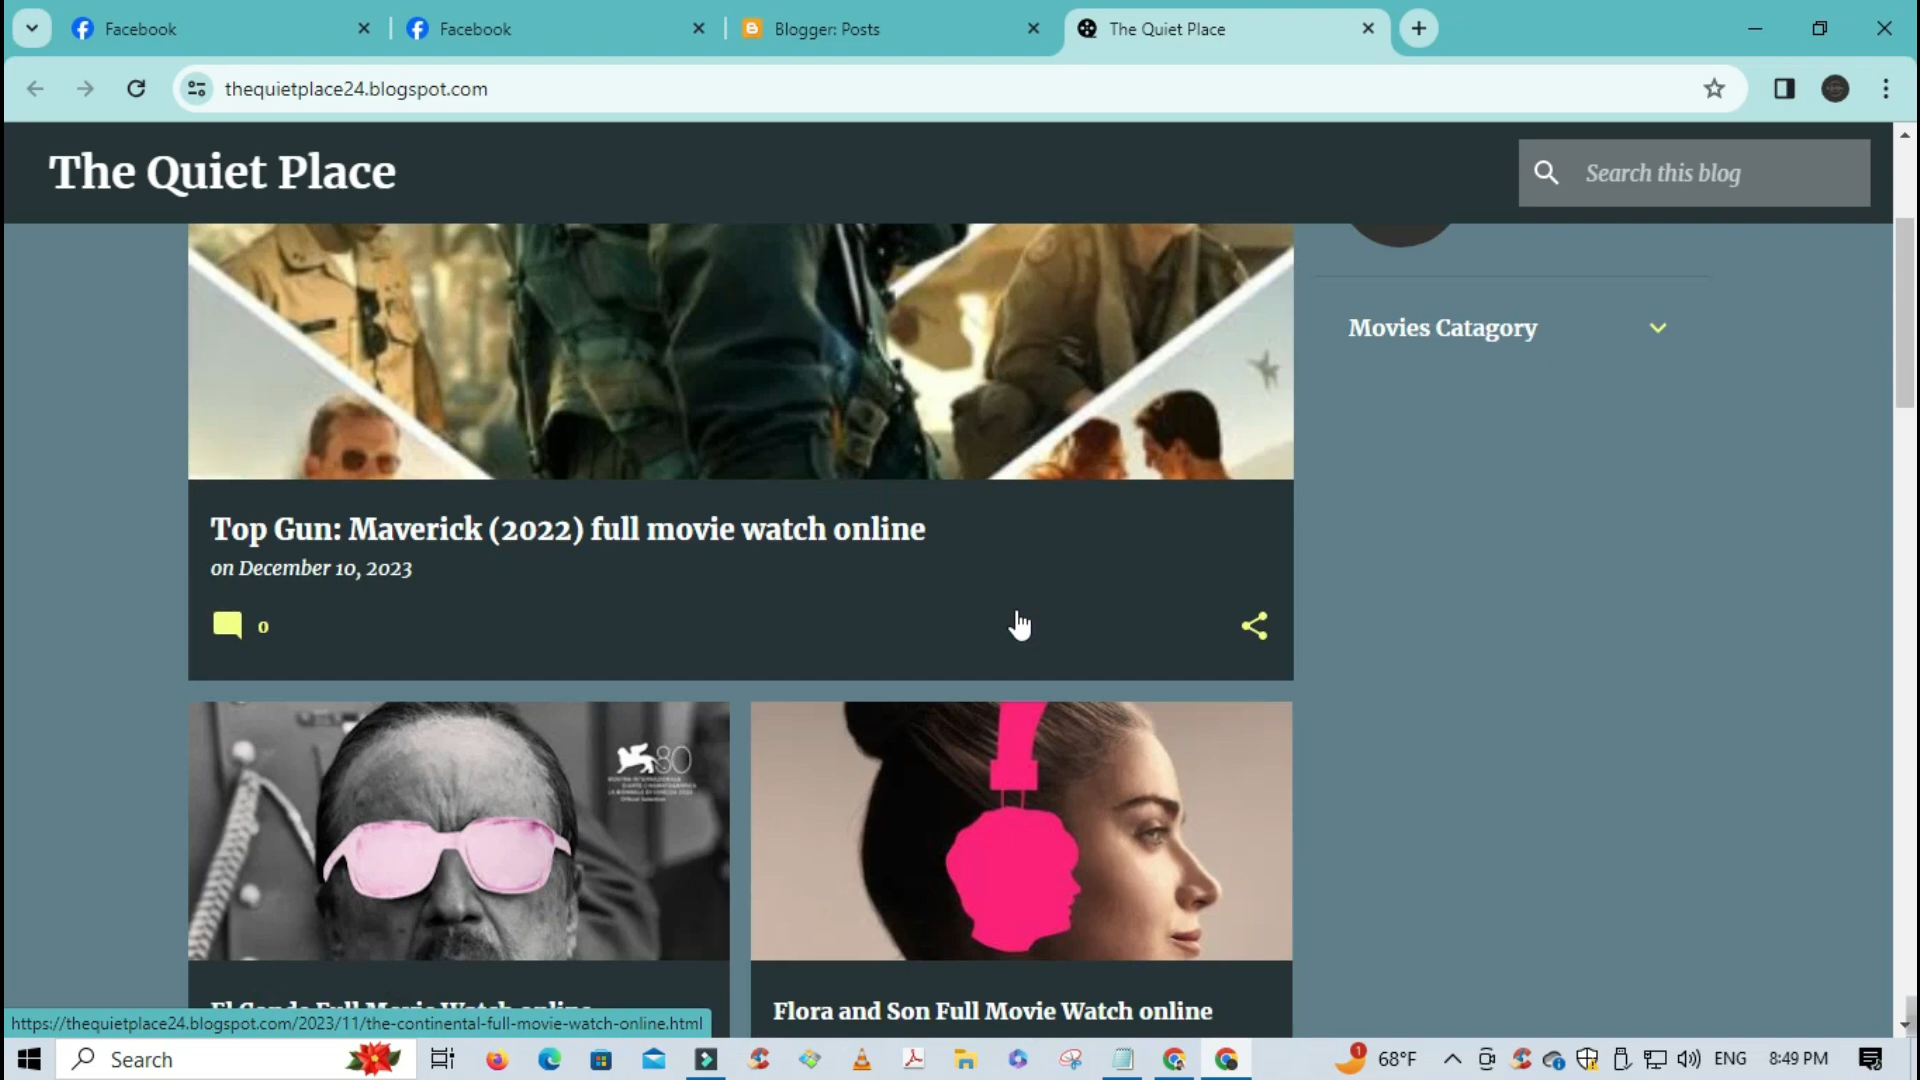 Facebook
Facebook
Blogger: Posts
The Quiet Place
thequietplace24.blogspot.com
The Quiet Place
Search this blog
Movies Catagory
Top Gun: Maverick (2022) full movie watch online
on December 10, 2023
0
80
Flora and Son Full Movie Watch online
https://thequietplace24.blogspot.com/2023/11/the-continental-full-movie-watch-online.html
Search
1
68°F
ENG
8:49 PM